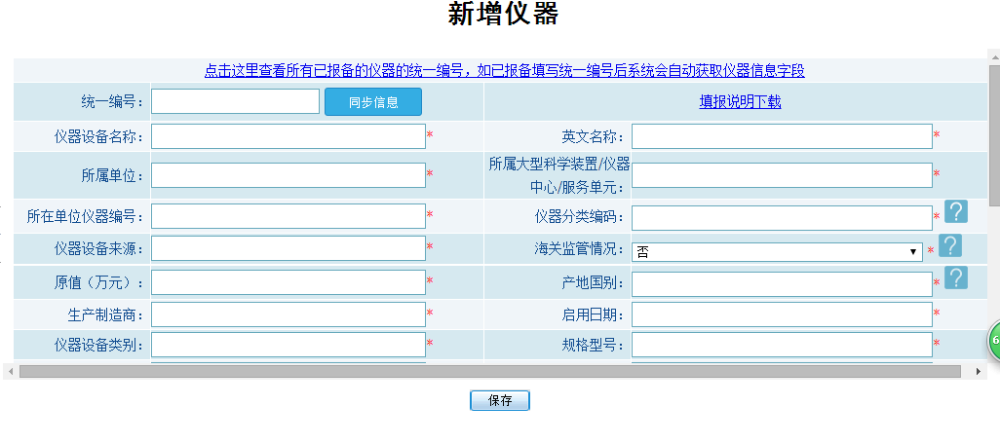 新增仪器
点击这里查看所有已报备的仪器的统一编号，如已报备填写统一编号后系统会自动获取仪器信息字段
统一编号： 同步信息 填报说明下载
仪器设备名称： * 英文名称： *
所属单位： * 所属大型科学装置/仪器
中心/服务单元： *
所在单位仪器编号： * 仪器分类编码： * ?
仪器设备来源： * 海关监管情况： 否 * ?
原值（万元）： * 产地国别： * ?
生产制造商： * 启用日期： *
仪器设备类别： * 规格型号： *
保存